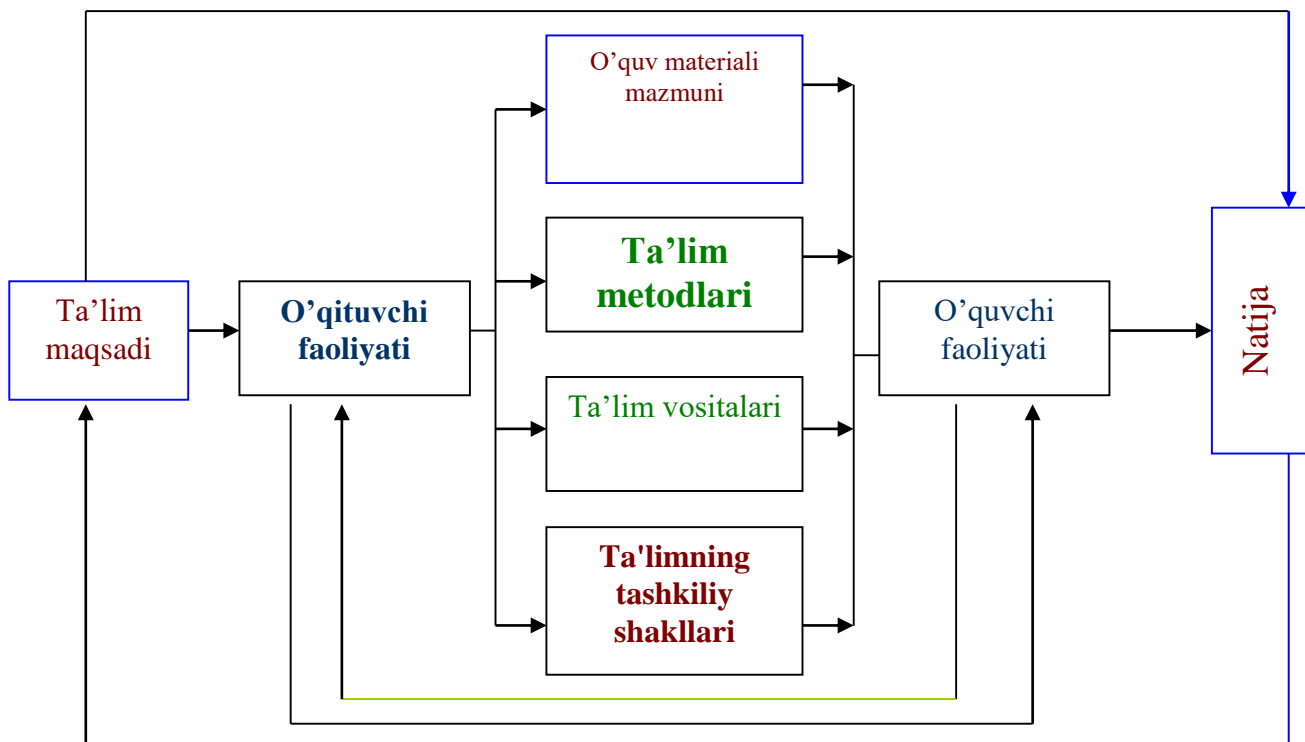 O’quv materiali
mazmuni
Ta’lim
metodlari
Ta’lim
maqsadi
O’qituvchi
faoliyati
O’quvchi
faoliyati
Natija
Ta’lim vositalari
Ta'limning
tashkiliy
shakllari